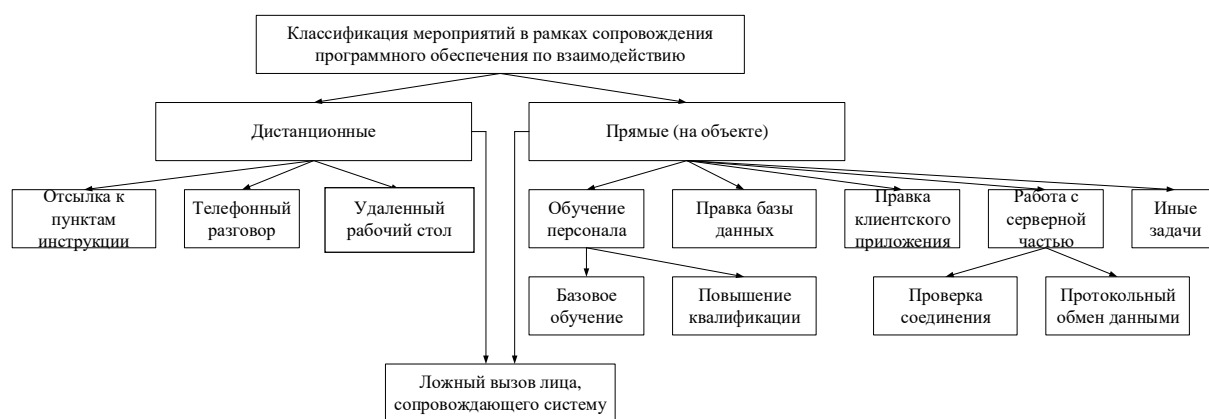 Классификация мероприятий в рамках сопровождения
программного обеспечения по взаимодействию
Дистанционные
Прямые (на объекте)
Отсылка к
пунктам
инструкции
Телефонный
разговор
Удаленный
рабочий стол
Обучение
персонала
Правка базы
данных
Правка
клиентского
приложения
Работа с
серверной
частью
Иные
задачи
Базовое
обучение
Повышение
квалификации
Проверка
соединения
Протокольный
обмен данными
Ложный вызов лица,
сопровождающего систему